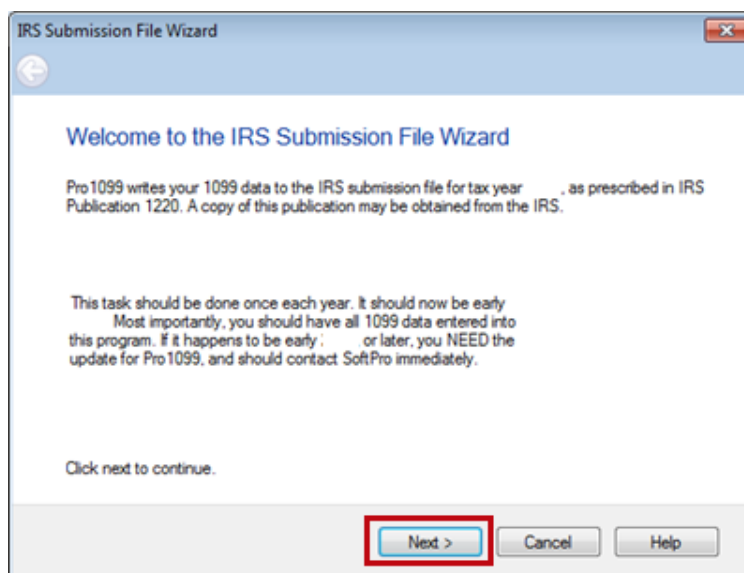 IRS Submission File Wizard
Welcome to the IRS Submission File Wizard
Pro1099 writes your 1099 data to the IRS submission file for tax year , as prescribed in IRS
Publication 1220. A copy of this publication may be obtained from the IRS.
This task should be done once each year. It should now be early
Most importantly, you should have all 1099 data entered into
this program. If it happens to be early or later, you NEED the
update for Pro1099, and should contact SoftPro immediately.
Click next to continue.
Next > Cancel Help